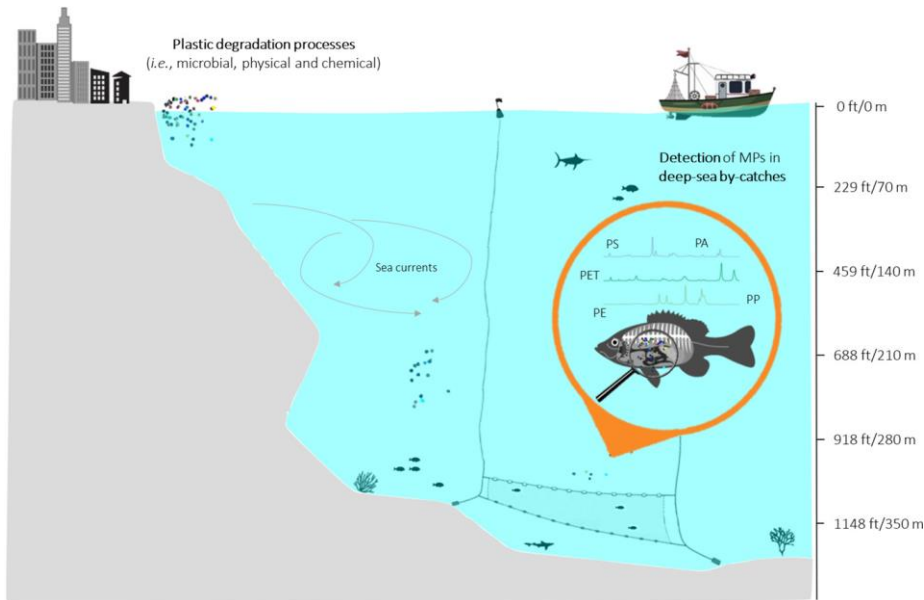 Plastic degradation processes
(i.e., microbial, physical and chemical)
0 ft/0 m
Detection of MPs in
deep-sea by-catches
229 ft/70 m
PS
PA
Sea currents
PET
459 ft/140 m
PE
PP
688 ft/210 m
918 ft/280 m
1148 ft/350 m